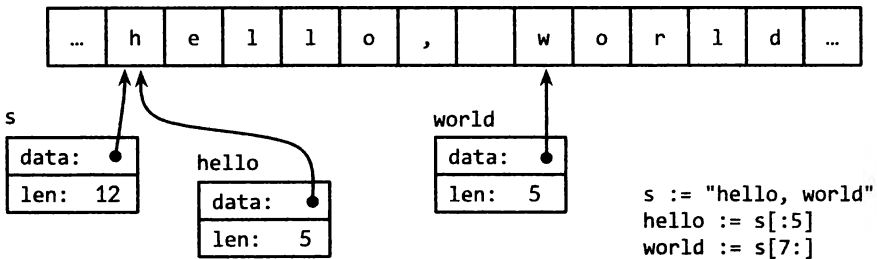 … h e l l o , w o r l d …
s
data:
len: 12
hello
data:
len: 5
world
data:
len: 5
s := "hello, world"
hello := s[:5]
world := s[7:]